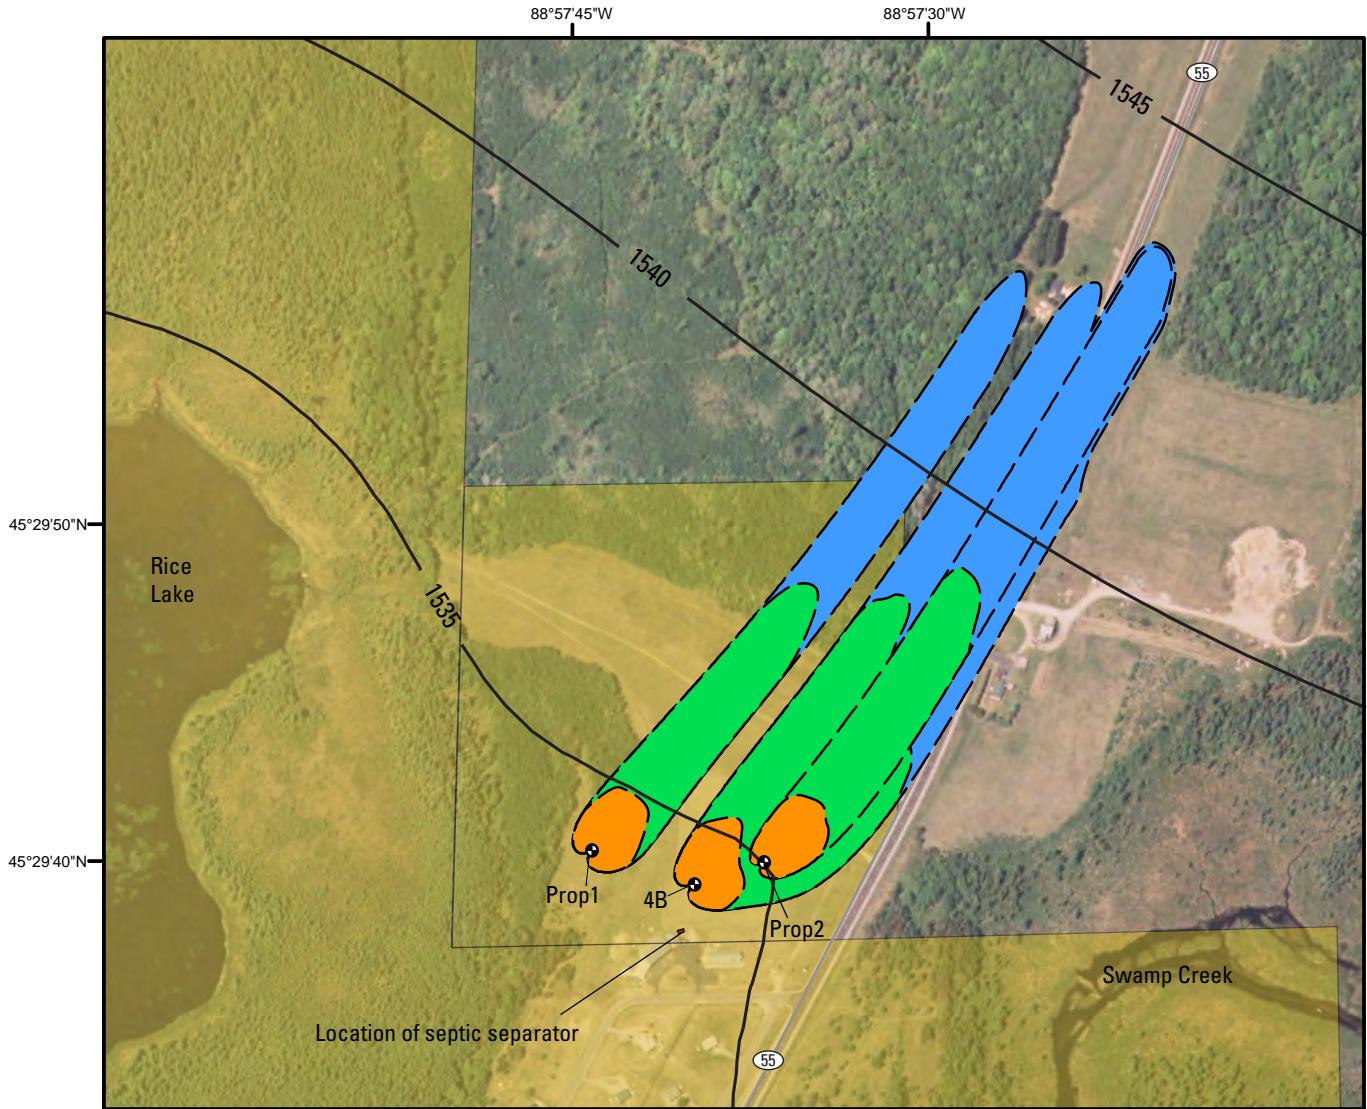 88°57'45"W
88°57'30"W
55
1545
1540
45°29'50"N
Rice
Lake
1535
45°29'40"N
Prop1
4B
Prop2
Swamp Creek
Location of septic separator
55